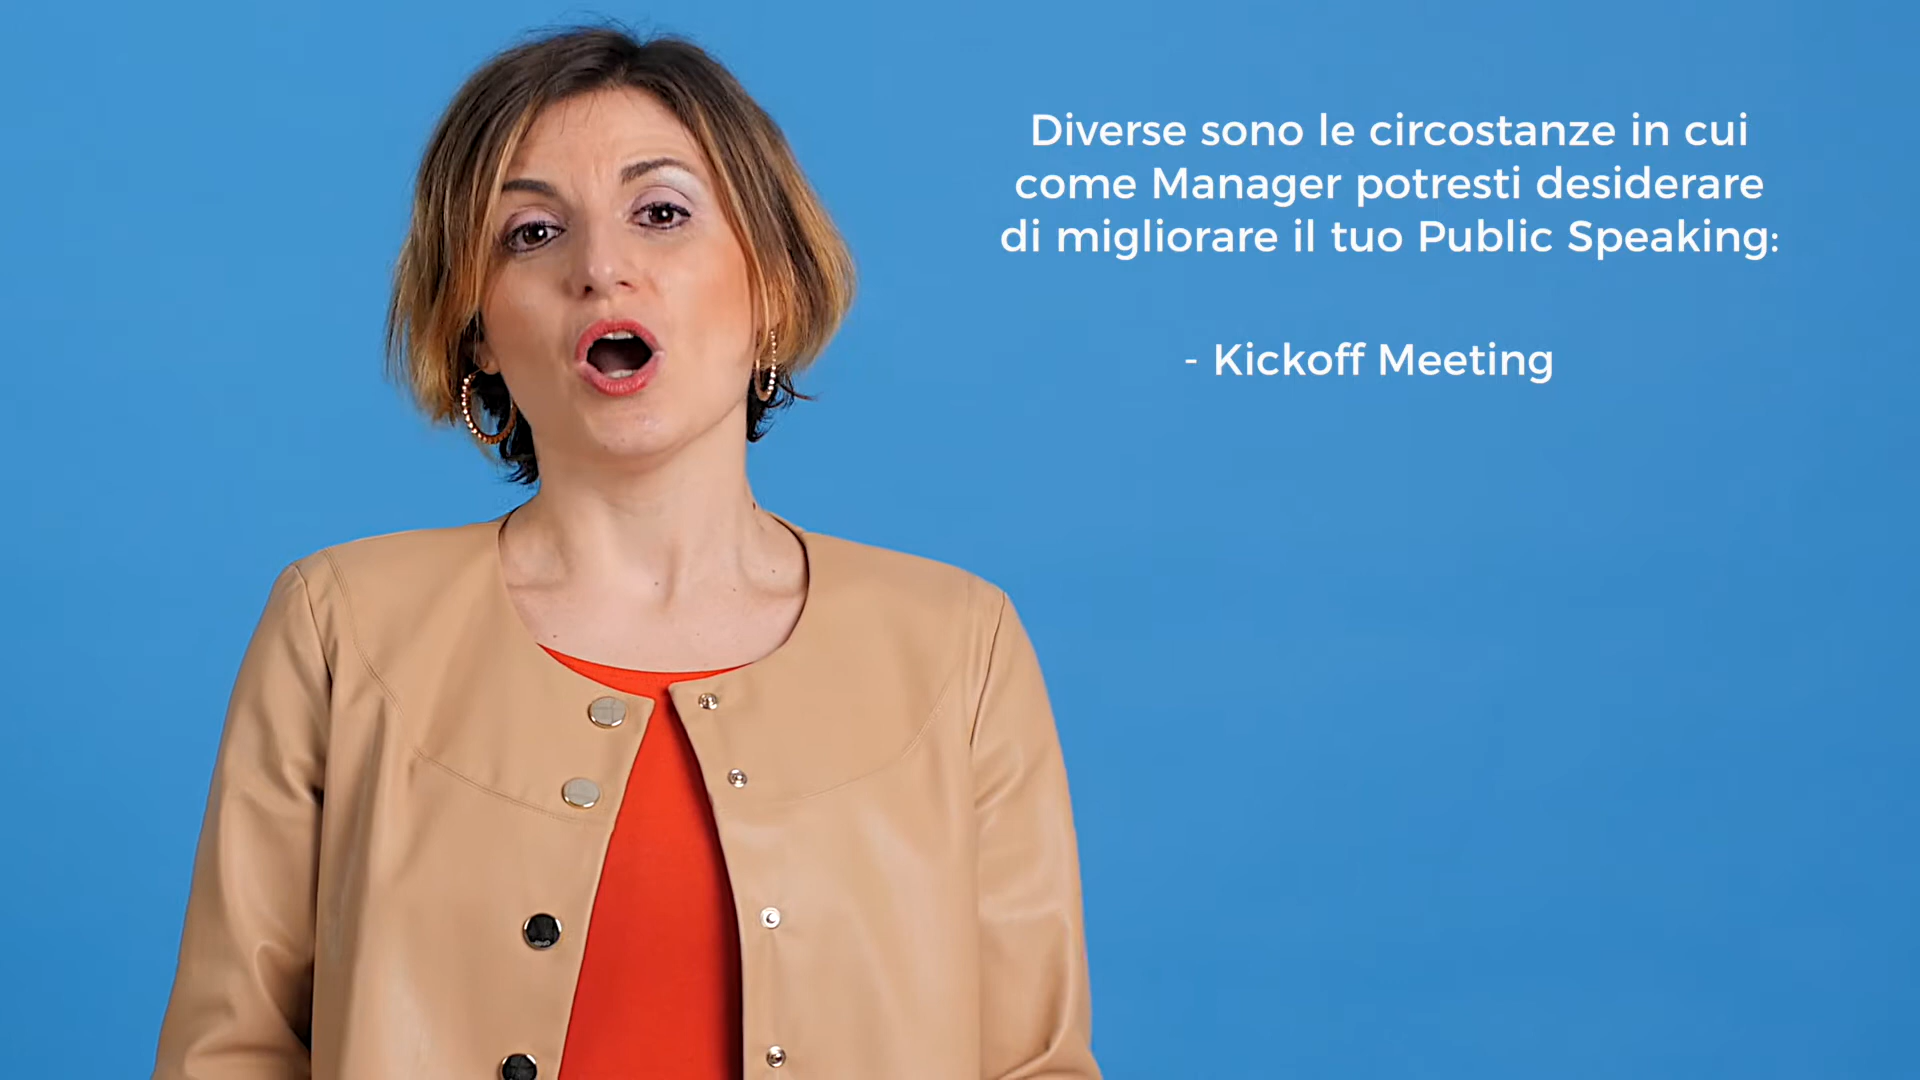 Diverse sono le circostanze in cui
come Manager potresti desiderare
di migliorare il tuo Public Speaking:
- Kickoff Meeting